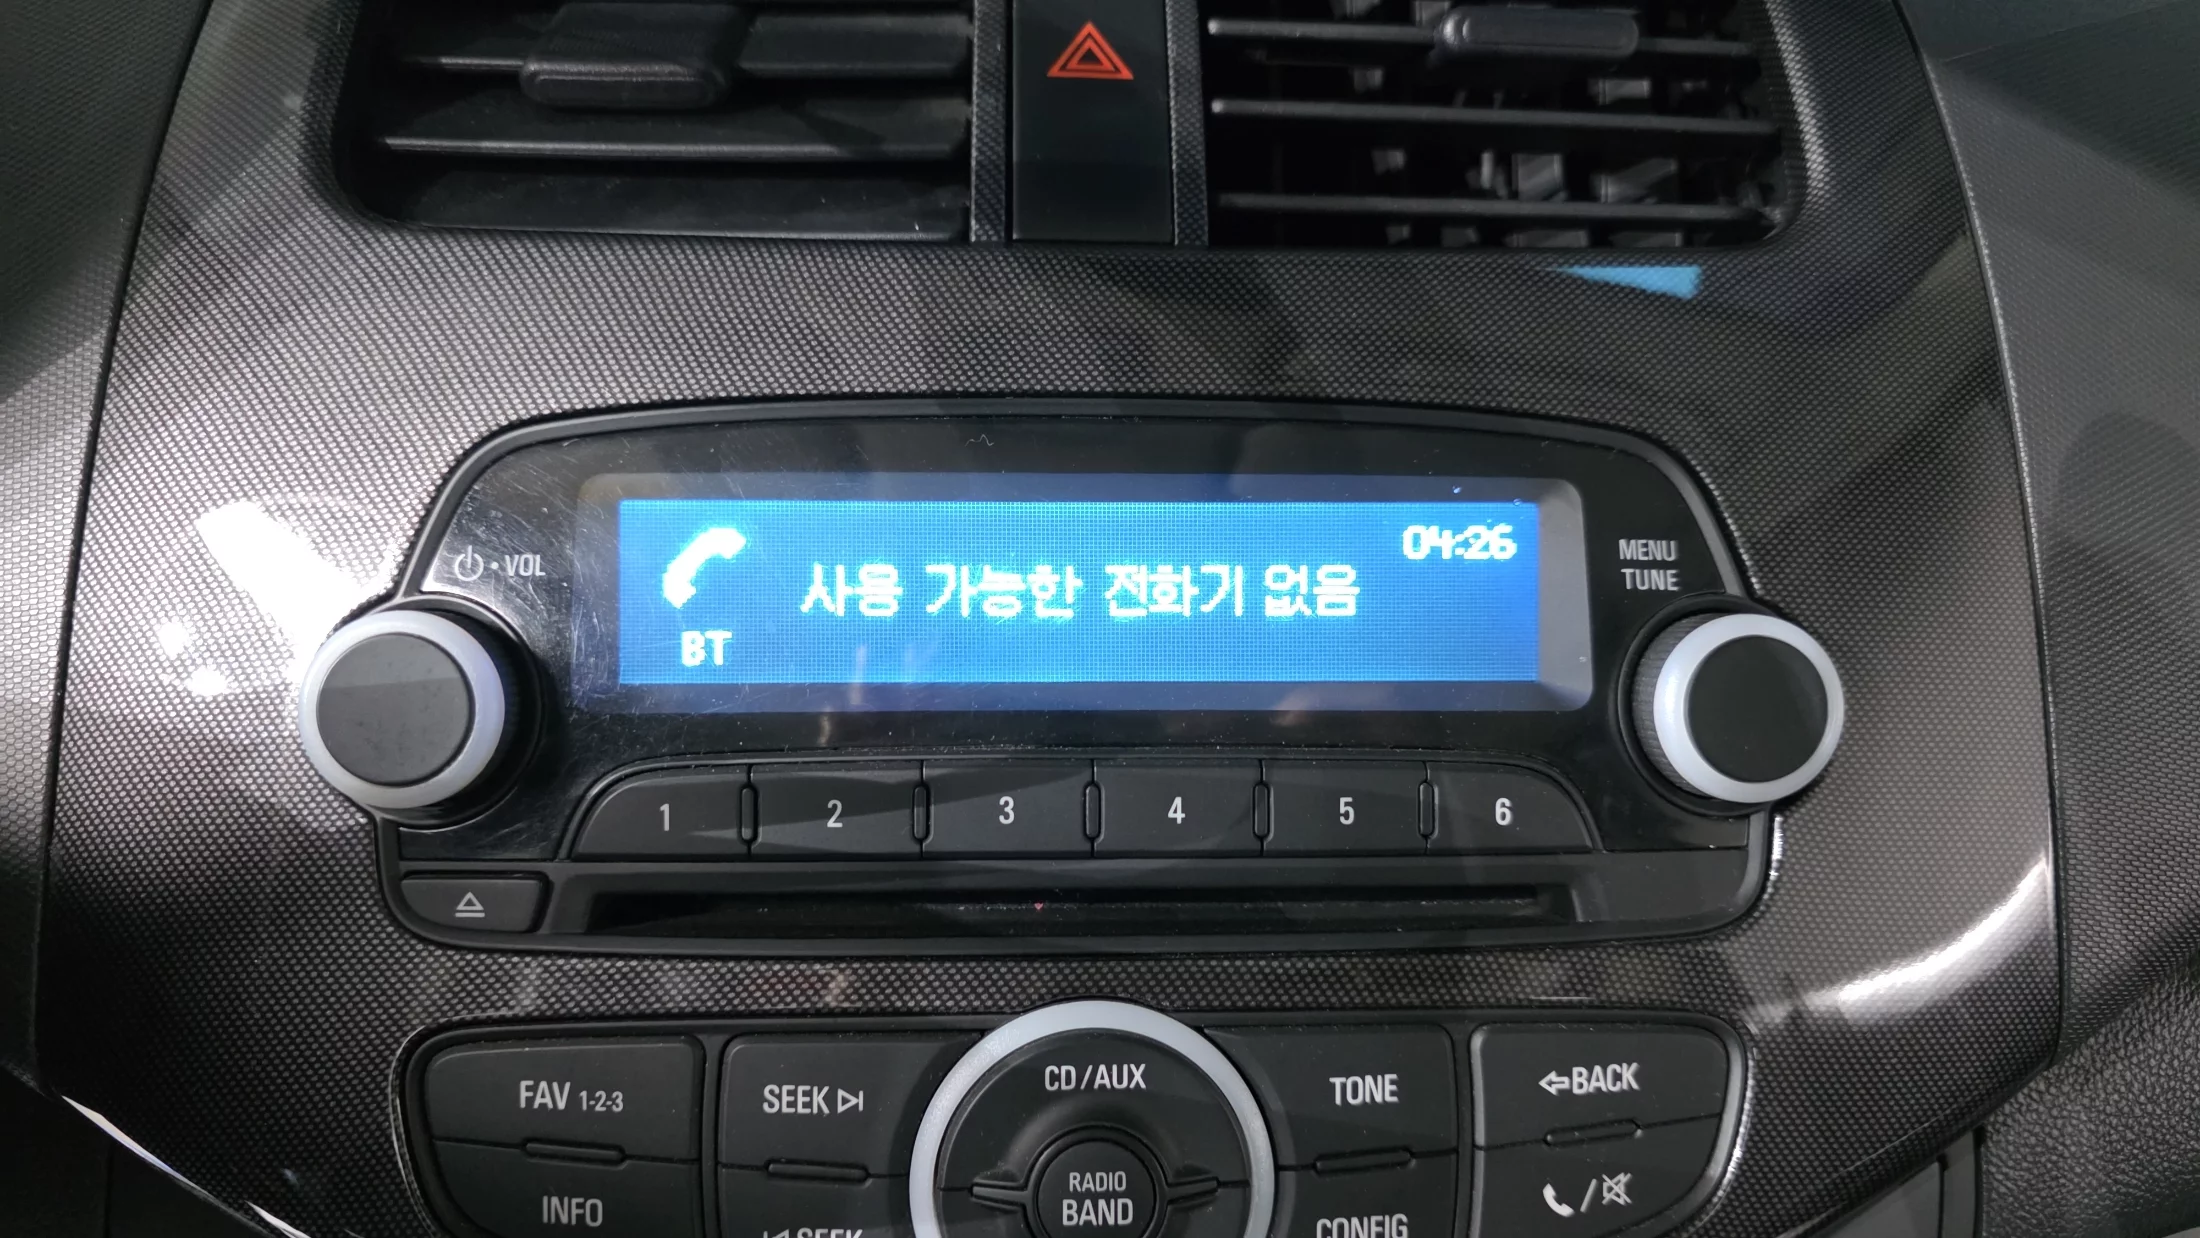 VOL
04:26
사용 가능한 전화기 없음
BT
MENU
TUNE
1 2 3 4 5 6
FAV 1-2-3
SEEK
CD/AUX
TONE
BACK
INFO
SEEK
RADIO
BAND
CONFIG
/